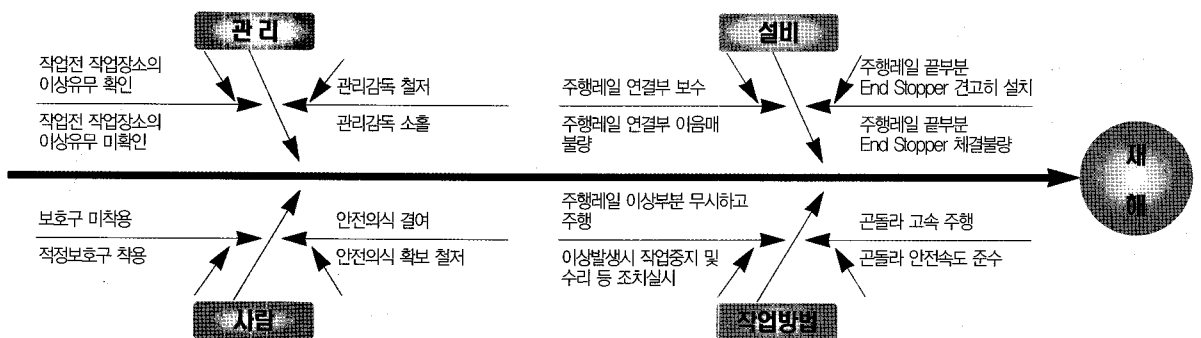 관 리
설비
작업전 작업장소의
이상유무 확인
관리감독 철저
작업전 작업장소의
이상유무 미확인
관리감독 소홀
주행레일 연결부 보수
주행레일 끝부분
End Stopper 견고히 설치
주행레일 연결부 이음매
불량
주행레일 끝부분
End Stopper 체결불량
재
해
보호구 미착용
안전의식 결여
적정보호구 착용
안전의식 확보 철저
주행레일 이상부분 무시하고
주행
곤돌라 고속 주행
이상발생시 작업중지 및
수리 등 조치실시
곤돌라 안전속도 준수
사람
작업방법